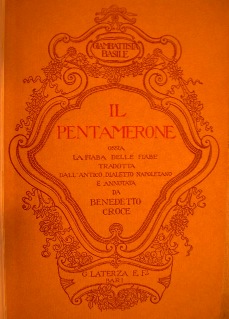 GIAMBATTISTA
BASILE
IL
PENTAMERONE
OSSIA
LA FIABA DELLE FIABE
TRADOTTA
DALL'ANTICO DIALETTO NAPOLETANO
E ANNOTATA
DA
BENEDETTO
CROCE
G. LATERZA E Fi
BARI